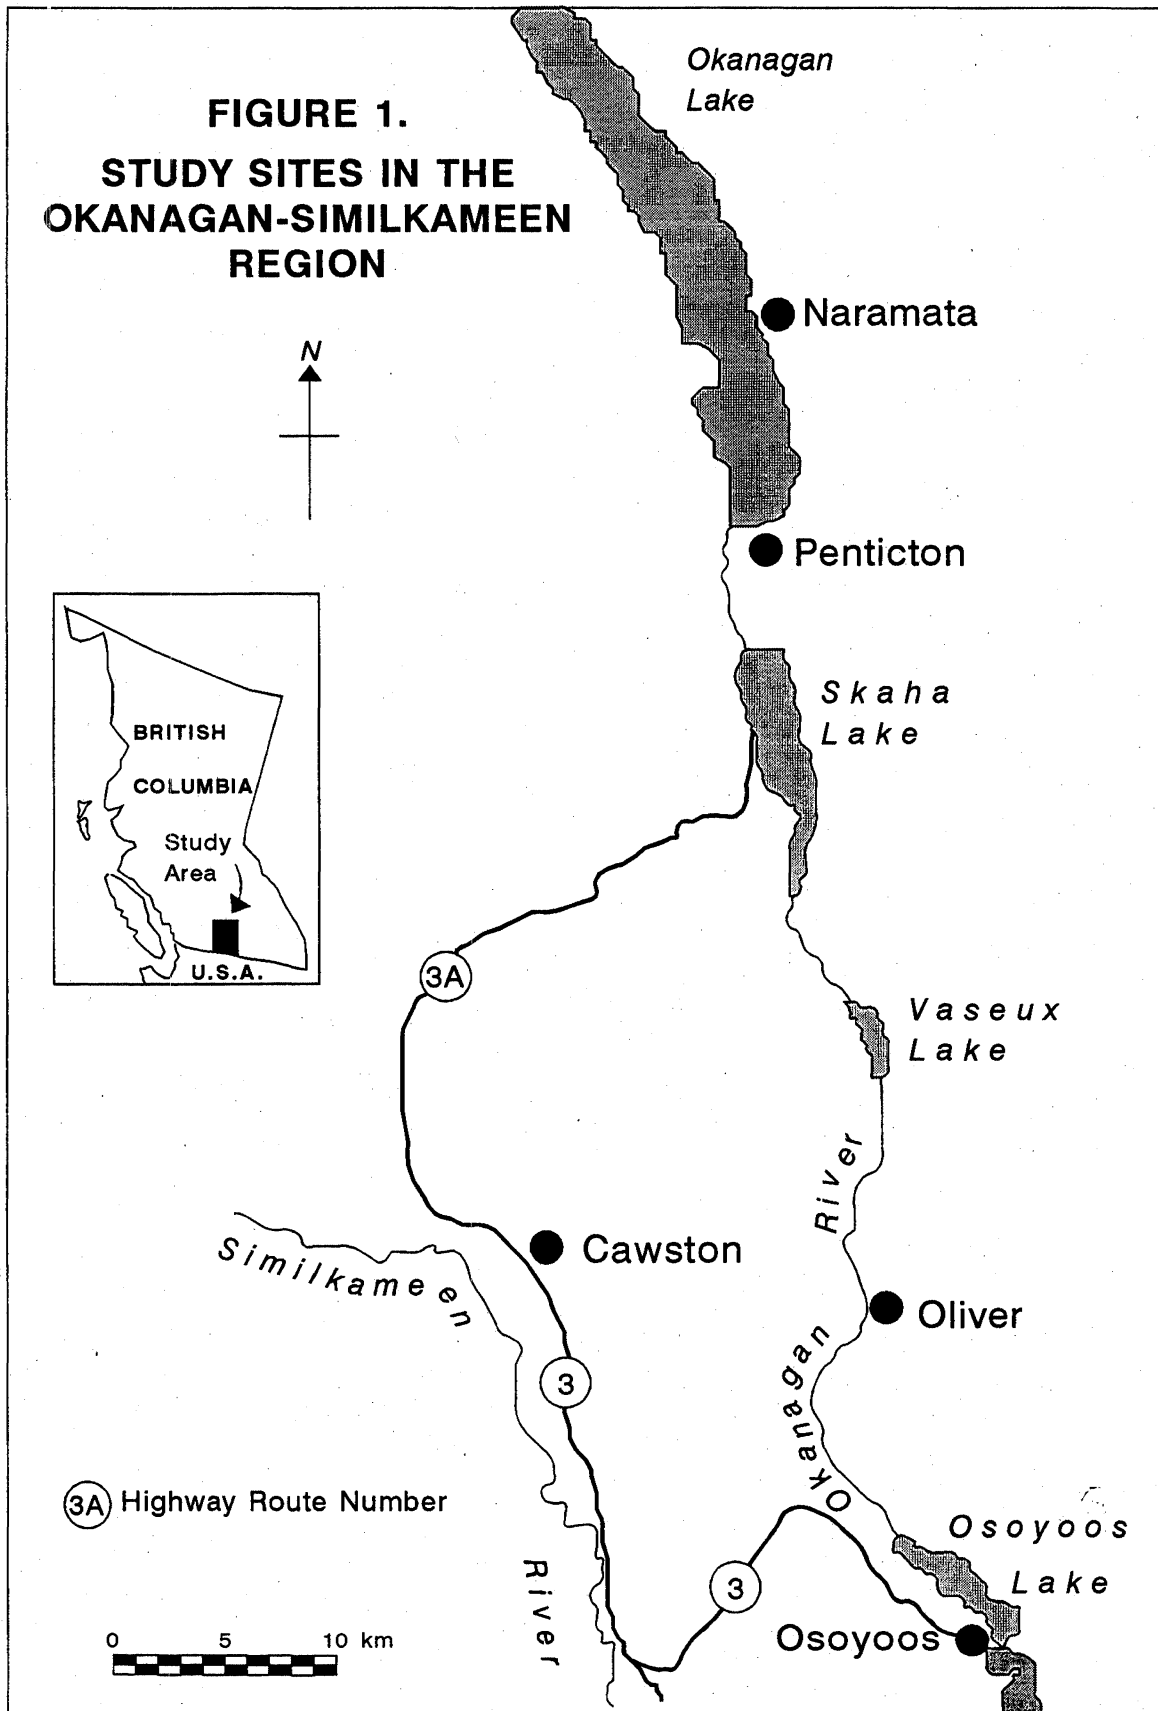 FIGURE 1.
STUDY SITES IN THE
OKANAGAN-SIMILKAMEEN
REGION
Okanagan
Lake
N
Naramata
Penticton
Skaha
Lake
BRITISH
COLUMBIA
Study
Area
U.S.A.
3A
Vaseux
Lake
River
Similkameen
Cawston
Oliver
Okanagan
3
3A Highway Route Number
Osoyoos
Lake
River
3
Osoyoos
0 5 10 km